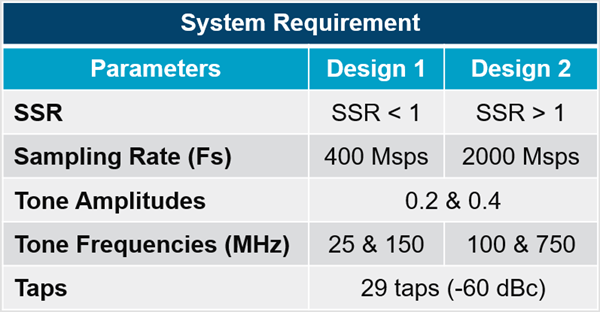 System Requirement
Parameters Design 1 Design 2
SSR SSR < 1 SSR > 1
Sampling Rate (Fs) 400 Msps 2000 Msps
Tone Amplitudes 0.2 & 0.4
Tone Frequencies (MHz) 25 & 150 100 & 750
Taps 29 taps (-60 dBc)